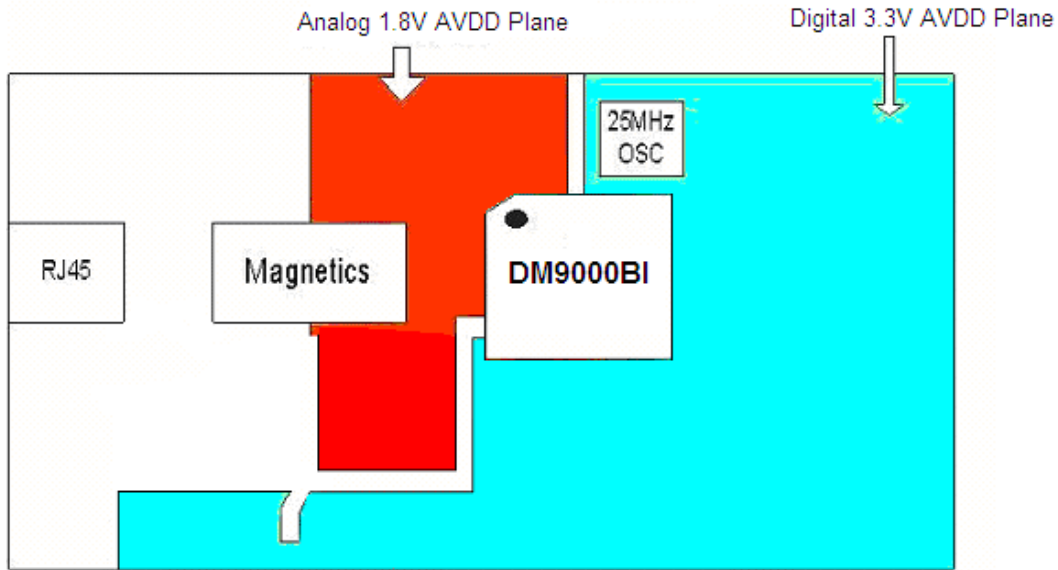 Analog 1.8V AVDD Plane
Digital 3.3V AVDD Plane
25MHz
OSC
RJ45
Magnetics
DM9000BI